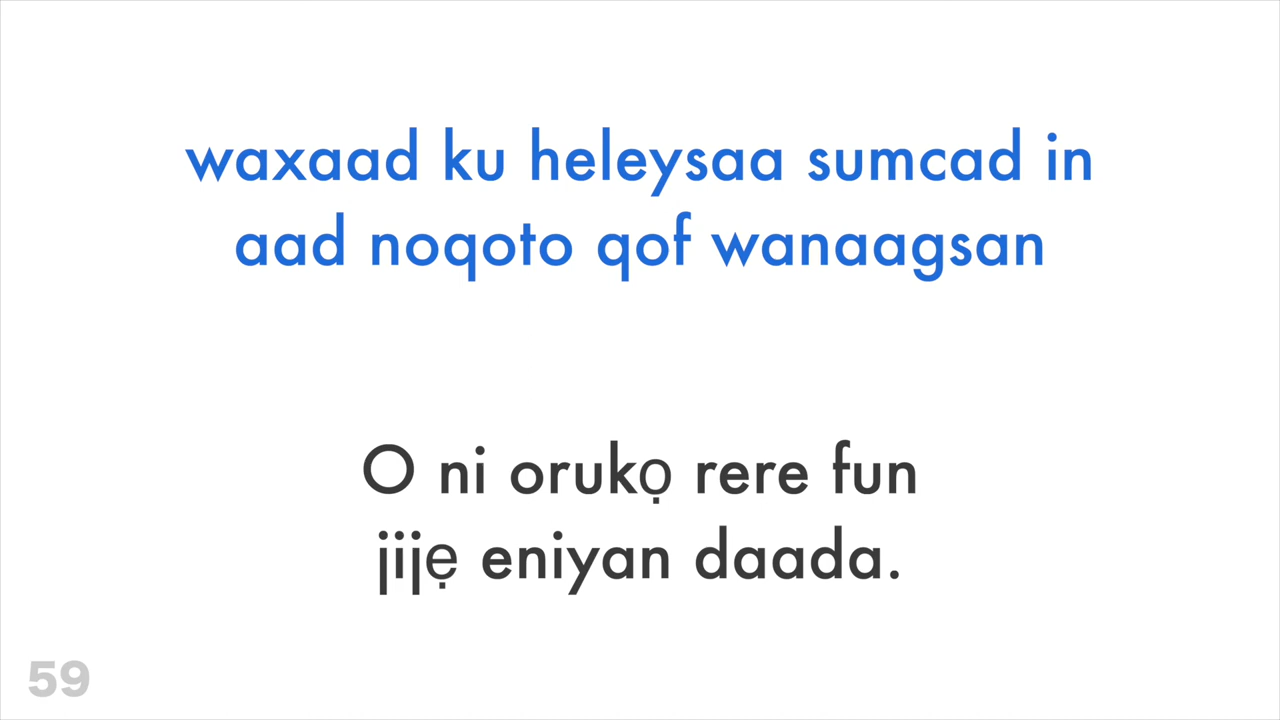 waxaad ku heleysaa sumcad in
aad noqoto qof wanaagsan
O ni orukọ rere fun
jijẹ eniyan daada.
59